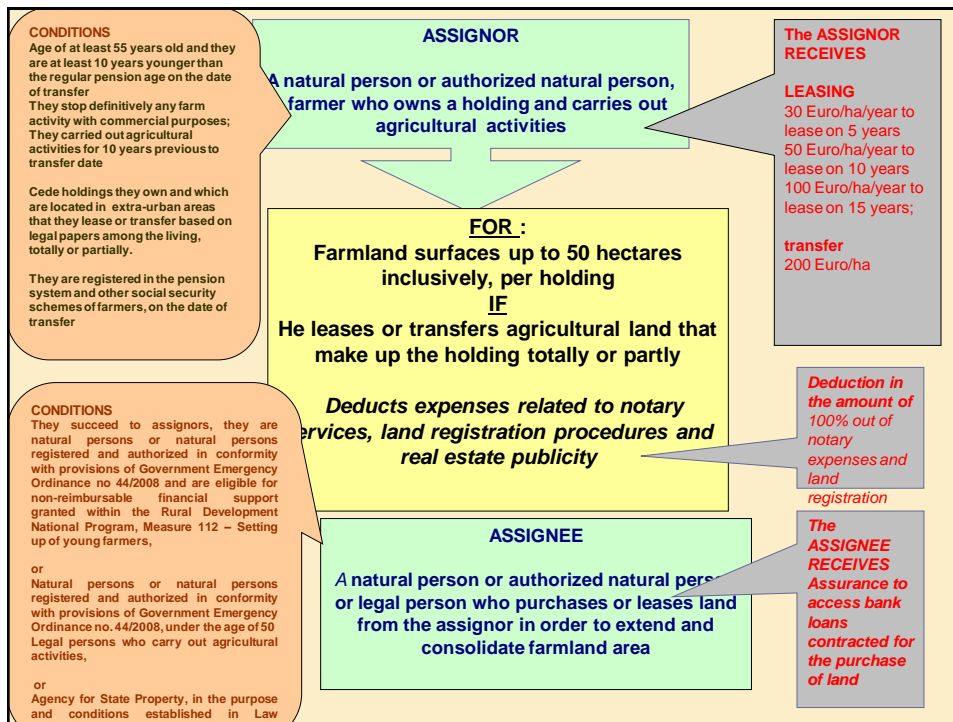 CONDITIONS
Age of at least 55 years old and they
are at least 10 years younger than
the regular pension age on the date
of transfer
They stop definitively any farm
activity with commercial purposes;
They carried out agricultural
activities for 10 years previous to
transfer date
Cede holdings they own and which
are located in extra-urban areas
that they lease or transfer based on
legal papers among the living,
totally or partially.
They are registered in the pension
system and other social security
schemes of farmers, on the date of
transfer
ASSIGNOR
A natural person or authorized natural person,
farmer who owns a holding and carries out
agricultural activities
The ASSIGNOR
RECEIVES
LEASING
30 Euro/ha/year to
lease on 5 years
50 Euro/ha/year to
lease on 10 years
100 Euro/ha/year to
lease on 15 years;
transfer
200 Euro/ha
FOR :
Farmland surfaces up to 50 hectares
inclusively, per holding
IF
He leases or transfers agricultural land that
make up the holding totally or partly
Deducts expenses related to notary
services, land registration procedures and
real estate publicity
Deduction in
the amount of
100% out of
notary
expenses and
land
registration
CONDITIONS
They succeed to assignors, they are
natural persons or natural persons
registered and authorized in conformity
with provisions of Government Emergency
Ordinance no 44/2008 and are eligible for
non-reimbursable financial support
granted within the Rural Development
National Program, Measure 112 – Setting
up of young farmers,
or
Natural persons or natural persons
registered and authorized in conformity
with provisions of Government Emergency
Ordinance no. 44/2008, under the age of 50
Legal persons who carry out agricultural
activities,
or
Agency for State Property, in the purpose
and conditions established in Law
ASSIGNEE
A natural person or authorized natural person
or legal person who purchases or leases land
from the assignor in order to extend and
consolidate farmland area
The
ASSIGNEE
RECEIVES
Assurance to
access bank
loans
contracted for
the purchase
of land